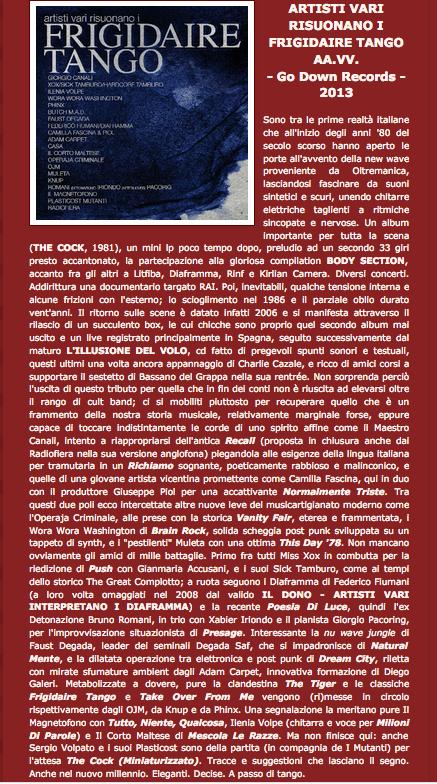 artisti vari risuonano i
FRIGIDAIRE
TANGO
GIORGIO CANALI
XOX/SICK TAMBURO/HARDCORE TAMBURO
ILENIA VOLPE
WORA WORA WASHINGTON
PHINX
BUTCH M.A.D.
FAUST DEGADA
FEDERICO FIUMANI/DIAFRAMMA
CAMILLA FASCINA & PIOL
ADAM CARPET
CASA
IL CORTO MALTESE
OPERAJA CRIMINALE
OJM
MULETA
KNUP
ROMANI IRIONDO PACORIG
IL MAGNETOFONO
PLASTICOST MUTANTI
RADIOFIERA
ARTISTI VARI
RISUONANO I
FRIGIDAIRE TANGO
AA.VV.
– Go Down Records –
2013
Sono tra le prime realtà italiane
che all'inizio degli anni '80 del
secolo scorso hanno aperto le
porte all'avvento della new wave
proveniente da Oltremanica,
lasciandosi fascinare da suoni
sintetici e scuri, unendo chitarre
elettriche taglienti a ritmiche
sincopate e nervose. Un album
importante per tutta la scena
(THE COCK, 1981), un mini lp poco tempo dopo, preludio ad un secondo 33 giri
presto accantonato, la partecipazione alla gloriosa compilation BODY SECTION,
accanto fra gli altri a Litfiba, Diaframma, Rinf e Kirlian Camera. Diversi concerti.
Addirittura una documentario targato RAI. Poi, inevitabili, qualche tensione interna e
alcune frizioni con l'esterno; lo scioglimento nel 1986 e il parziale oblio durato
vent'anni. Il ritorno sulle scene è datato infatti 2006 e si manifesta attraverso il
rilascio di un succulento box, le cui chicche sono proprio quel secondo album mai
uscito e un live registrato principalmente in Spagna, seguito successivamente dal
maturo L'ILLUSIONE DEL VOLO, cd fatto di pregevoli spunti sonori e testuali,
questi ultimi una volta ancora appannaggio di Charlie Cazale, e ricco di amici corsi a
supportare il sestetto di Bassano del Grappa nella sua rentrée. Non sorprenda perciò
l'uscita di questo tributo per quella che in fin dei conti non è riuscita ad elevarsi oltre
il rango di cult band; ci si mobiliti piuttosto per recuperare quello che è un
frammento della nostra storia musicale, relativamente marginale forse, eppure
capace di toccare indistintamente le corde di uno spirito affine come il Maestro
Canali, intento a riappropriarsi dell'antica Recall (proposta in chiusura anche dai
Radiofiera nella sua versione anglofona) plegandola alle esigenze della lingua italiana
per tramutarla in un Richiamo sognante, poeticamente rabbioso e malinconico, e
quelle di una giovane artista vicentina promettente come Camilla Fascina, qui in duo
con il produttore Giuseppe Piol per una accattivante Normalmente Triste. Tra
questi due poli ecco intercettate altre nuove leve del musicartigianato moderno come
l'Operaja Criminale, alle prese con la storica Vanity Fair, eterea e frammentata, i
Wora Wora Washington di Brain Rock, solida scheggia post punk sviluppata su un
tappeto di synth, e i "pestilenti" Muleta con una ottima This Day '78. Non mancano
ovviamente gli amici di mille battaglie. Primo fra tutti Miss Xox in combutta per la
riedizione di Push con Gianmaria Accusani, e i suoi Sick Tamburo, come ai tempi
dello storico The Great Complotto; a ruota seguono i Diaframma di Federico Fiumani
(a loro volta omaggiati nel 2008 dal valido IL DONO - ARTISTI VARI
INTERPRETANO I DIAFRAMMA) e la recente Poesia Di Luce, quindi l'ex
Detonazione Bruno Romani, in trio con Xabier Iriondo e il pianista Giorgio Pacoring,
per l'improvvisazione situazionista di Presage. Interessante la nu wave jungle di
Faust Degada, leader dei seminali Degada Saf, che si impadronisce di Natural
Mente, e la dilatata operazione tra elettronica e post punk di Dream City, riletta
con mirate sfumature ambient dagli Adam Carpet, innovativa formazione di Diego
Galeri. Metabolizzate a dovere, pure la clandestina The Tiger e le classiche
Frigidaire Tango e Take Over From Me vengono (ri)messe in circolo
rispettivamente dagli OJM, da Knup e da Phinx. Una segnalazione la meritano pure Il
Magnetofono con Tutto, Niente, Qualcosa, Ilenia Volpe (chitarra e voce per Milioni
Di Parole) e Il Corto Maltese di Mescola Le Razze. Ma non finisce qui: anche
Sergio Volpato e i suoi Plasticost sono della partita (in compagnia de I Mutanti) per
l'attesa The Cock (Miniaturizzato). Tracce e suggestioni che lasciano il segno.
Anche nel nuovo millennio. Eleganti. Decise. A passo di tango.